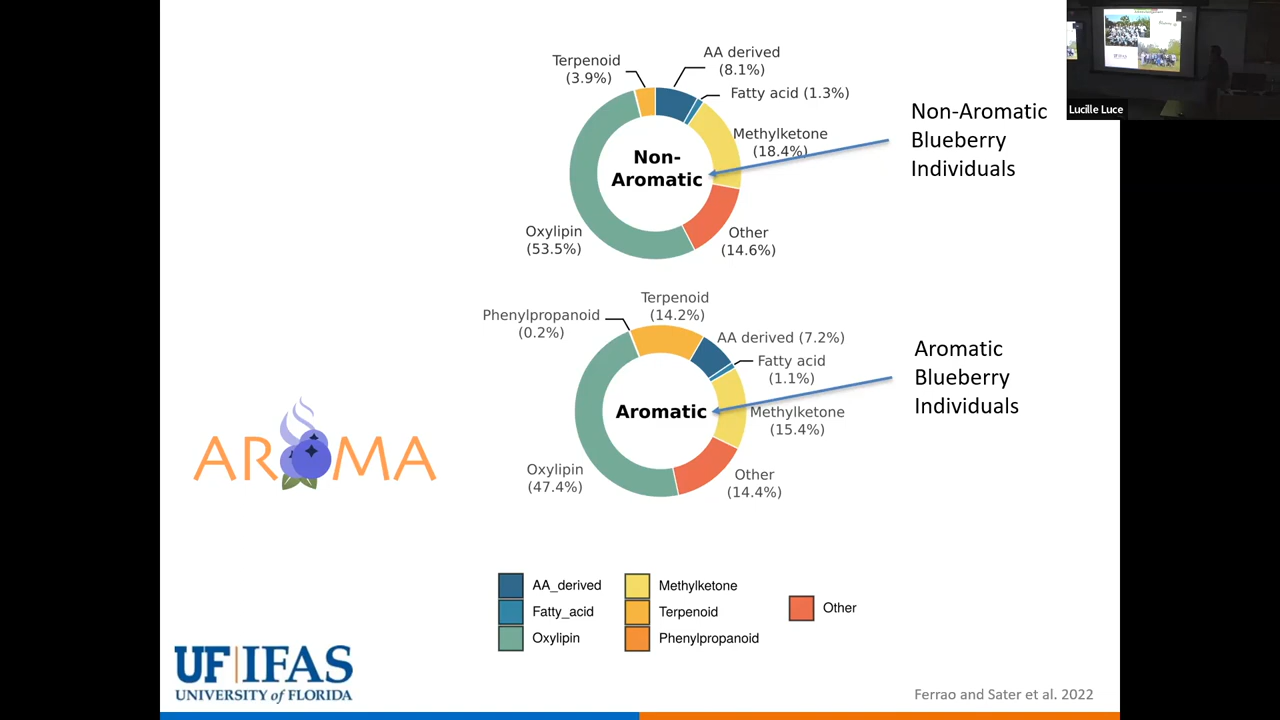 Terpenoid
(3.9%)
AA derived
(8.1%)
Fatty acid (1.3%)
Methylketone
(18.4%)
Non-
Aromatic
Oxylipin
(53.5%)
Other
(14.6%)
Non-Aromatic
Blueberry
Individuals
Lucille Luce
Terpenoid
(14.2%)
Phenylpropanoid
(0.2%)
AA derived (7.2%)
Fatty acid
(1.1%)
Aromatic
Methylketone
(15.4%)
Oxylipin
(47.4%)
Other
(14.4%)
Aromatic
Blueberry
Individuals
AROMA
AA_derived
Fatty_acid
Oxylipin
Methylketone
Terpenoid
Phenylpropanoid
Other
UF|IFAS
UNIVERSITY of FLORIDA
Ferrao and Sater et al. 2022